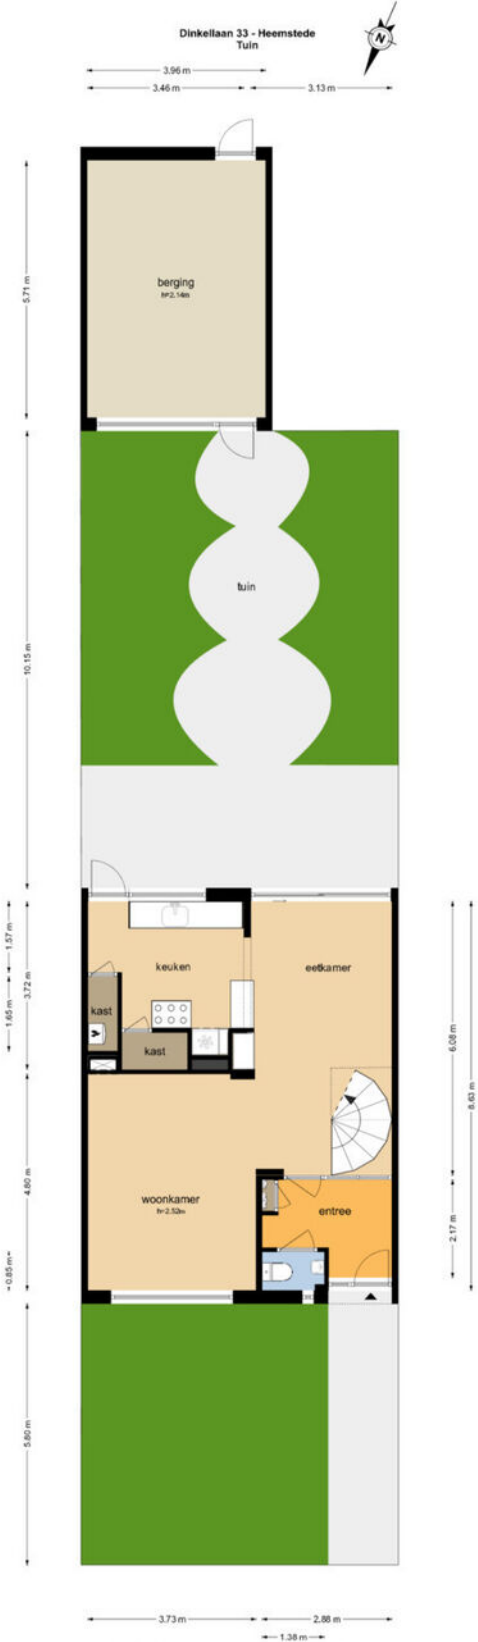 Dinkellaan 33 - Heemstede
Tuin
N
3.96 m
3.46 m
3.13 m
5.71 m
berging
h=2.14m
10.15 m
tuin
1.57 m
3.72 m
1.65 m
keuken
eetkamer
kast
kast
6.08 m
8.63 m
4.80 m
woonkamer
h=2.52m
entree
2.17 m
0.85 m
5.80 m
3.73 m
2.88 m
1.38 m